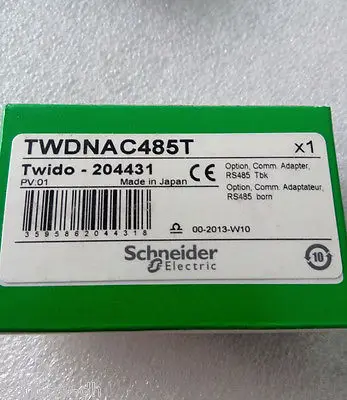 TWDNAC485T x1
Twido - 204431
PV:01 Made in Japan
CE
Option, Comm. Adapter,
RS485 Tbk
Option, Comm. Adaptateur,
RS485 born
3595862044318
00-2013-W10
Schneider
Electric
10